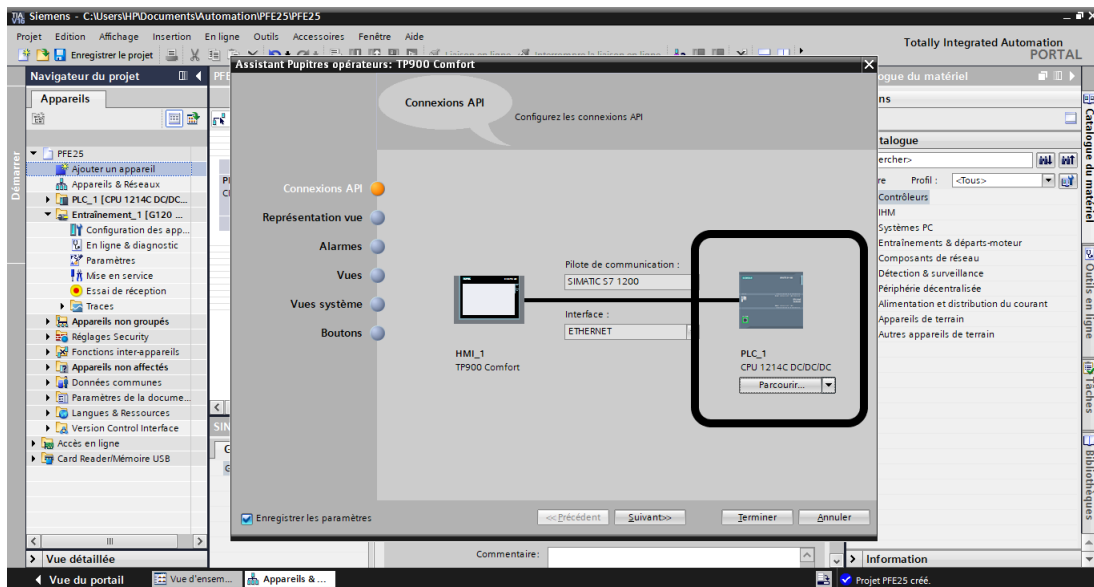 Siemens - C:\Users\HP\Documents\Automation\PFE25\PFE25
Projet Edition Affichage Insertion En ligne Outils Accessoires Fenêtre Aide
Enregistrer le projet
Totally Integrated Automation
PORTAL
Navigateur du projet
Appareils
Démarrer
PFE25
Ajouter un appareil
Appareils & Réseaux
PLC_1 [CPU 1214C DC/DC...
Entraînement_1 [G120 ...
Configuration des app...
En ligne & diagnostic
Paramètres
Mise en service
Essai de réception
Traces
Appareils non groupés
Réglages Security
Fonctions inter-appareils
Appareils non affectés
Données communes
Paramètres de la docume...
Langues & Ressources
Version Control Interface
Accès en ligne
Card Reader/Mémoire USB
Vue détaillée
Assistant Pupitres opérateurs: TP900 Comfort
Connexions API
Configurez les connexions API
Connexions API
Représentation vue
Alarmes
Vues
Vues système
Boutons
Pilote de communication :
SIMATIC S7 1200
Interface :
ETHERNET
HMI_1
TP900 Comfort
PLC_1
CPU 1214C DC/DC/DC
Parcourir...
Enregistrer les paramètres
<<Précédent
Suivant>>
Terminer
Annuler
Commentaire:
ogue du matériel
ns
talogue
ercher>
re Profil : <Tous>
Contrôleurs
IHM
Systèmes PC
Entraînements & départs-moteur
Composants de réseau
Détection & surveillance
Périphérie décentralisée
Alimentation et distribution du courant
Appareils de terrain
Autres appareils de terrain
Information
Catalogue du matériel
Outils en ligne
Tâches
Bibliothèques
Vue du portail
Vue d'ensem...
Appareils & ...
Projet PFE25 créé.